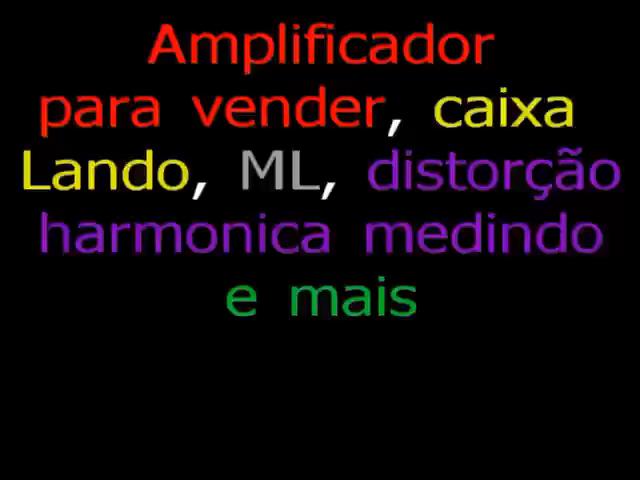 Amplificador
para vender, caixa
Lando, ML, distorção
harmonica medindo
e mais